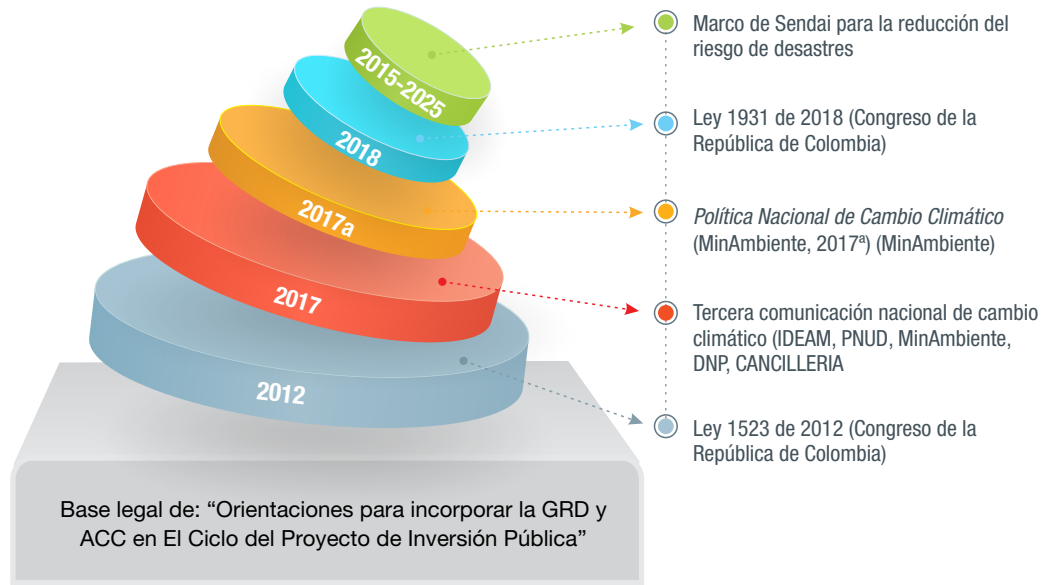 2015-2025
Marco de Sendai para la reducción del
riesgo de desastres
2018
Ley 1931 de 2018 (Congreso de la
República de Colombia)
2017a
Política Nacional de Cambio Climático
(MinAmbiente, 2017ª) (MinAmbiente)
2017
Tercera comunicación nacional de cambio
climático (IDEAM, PNUD, MinAmbiente,
DNP, CANCILLERIA
2012
Ley 1523 de 2012 (Congreso de la
República de Colombia)
Base legal de: “Orientaciones para incorporar la GRD y
ACC en El Ciclo del Proyecto de Inversión Pública”